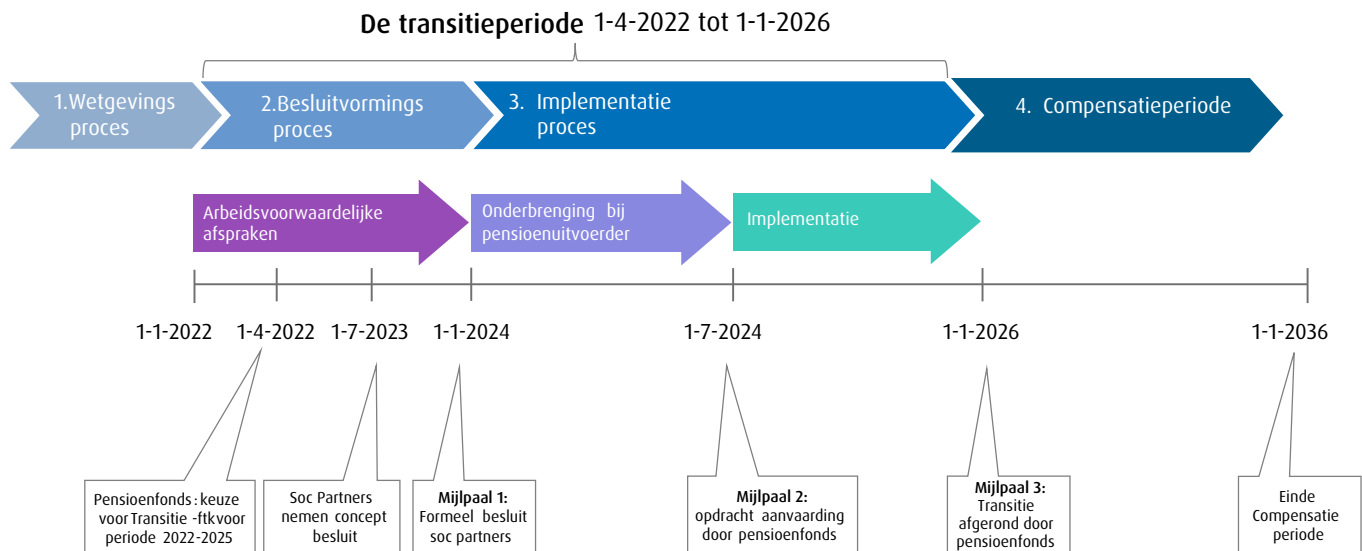 De transitieperiode 1-4-2022 tot 1-1-2026
1.Wetgevings
proces
2.Besluitvormings
proces
3. Implementatie
proces
4. Compensatieperiode
Arbeidsvoorwaardelijke
afspraken
Onderbrenging bij
pensioenuitvoerder
Implementatie
1-1-2022
1-4-2022
1-7-2023
1-1-2024
1-7-2024
1-1-2026
1-1-2036
Pensioenfonds: keuze
voor Transitie -ftkvoor
periode 2022-2025
Soc Partners
nemen concept
besluit
Mijlpaal 1:
Formeel besluit
soc partners
Mijlpaal 2:
opdracht aanvaarding
door pensioenfonds
Mijlpaal 3:
Transitie
afgerond door
pensioenfonds
Einde
Compensatie
periode